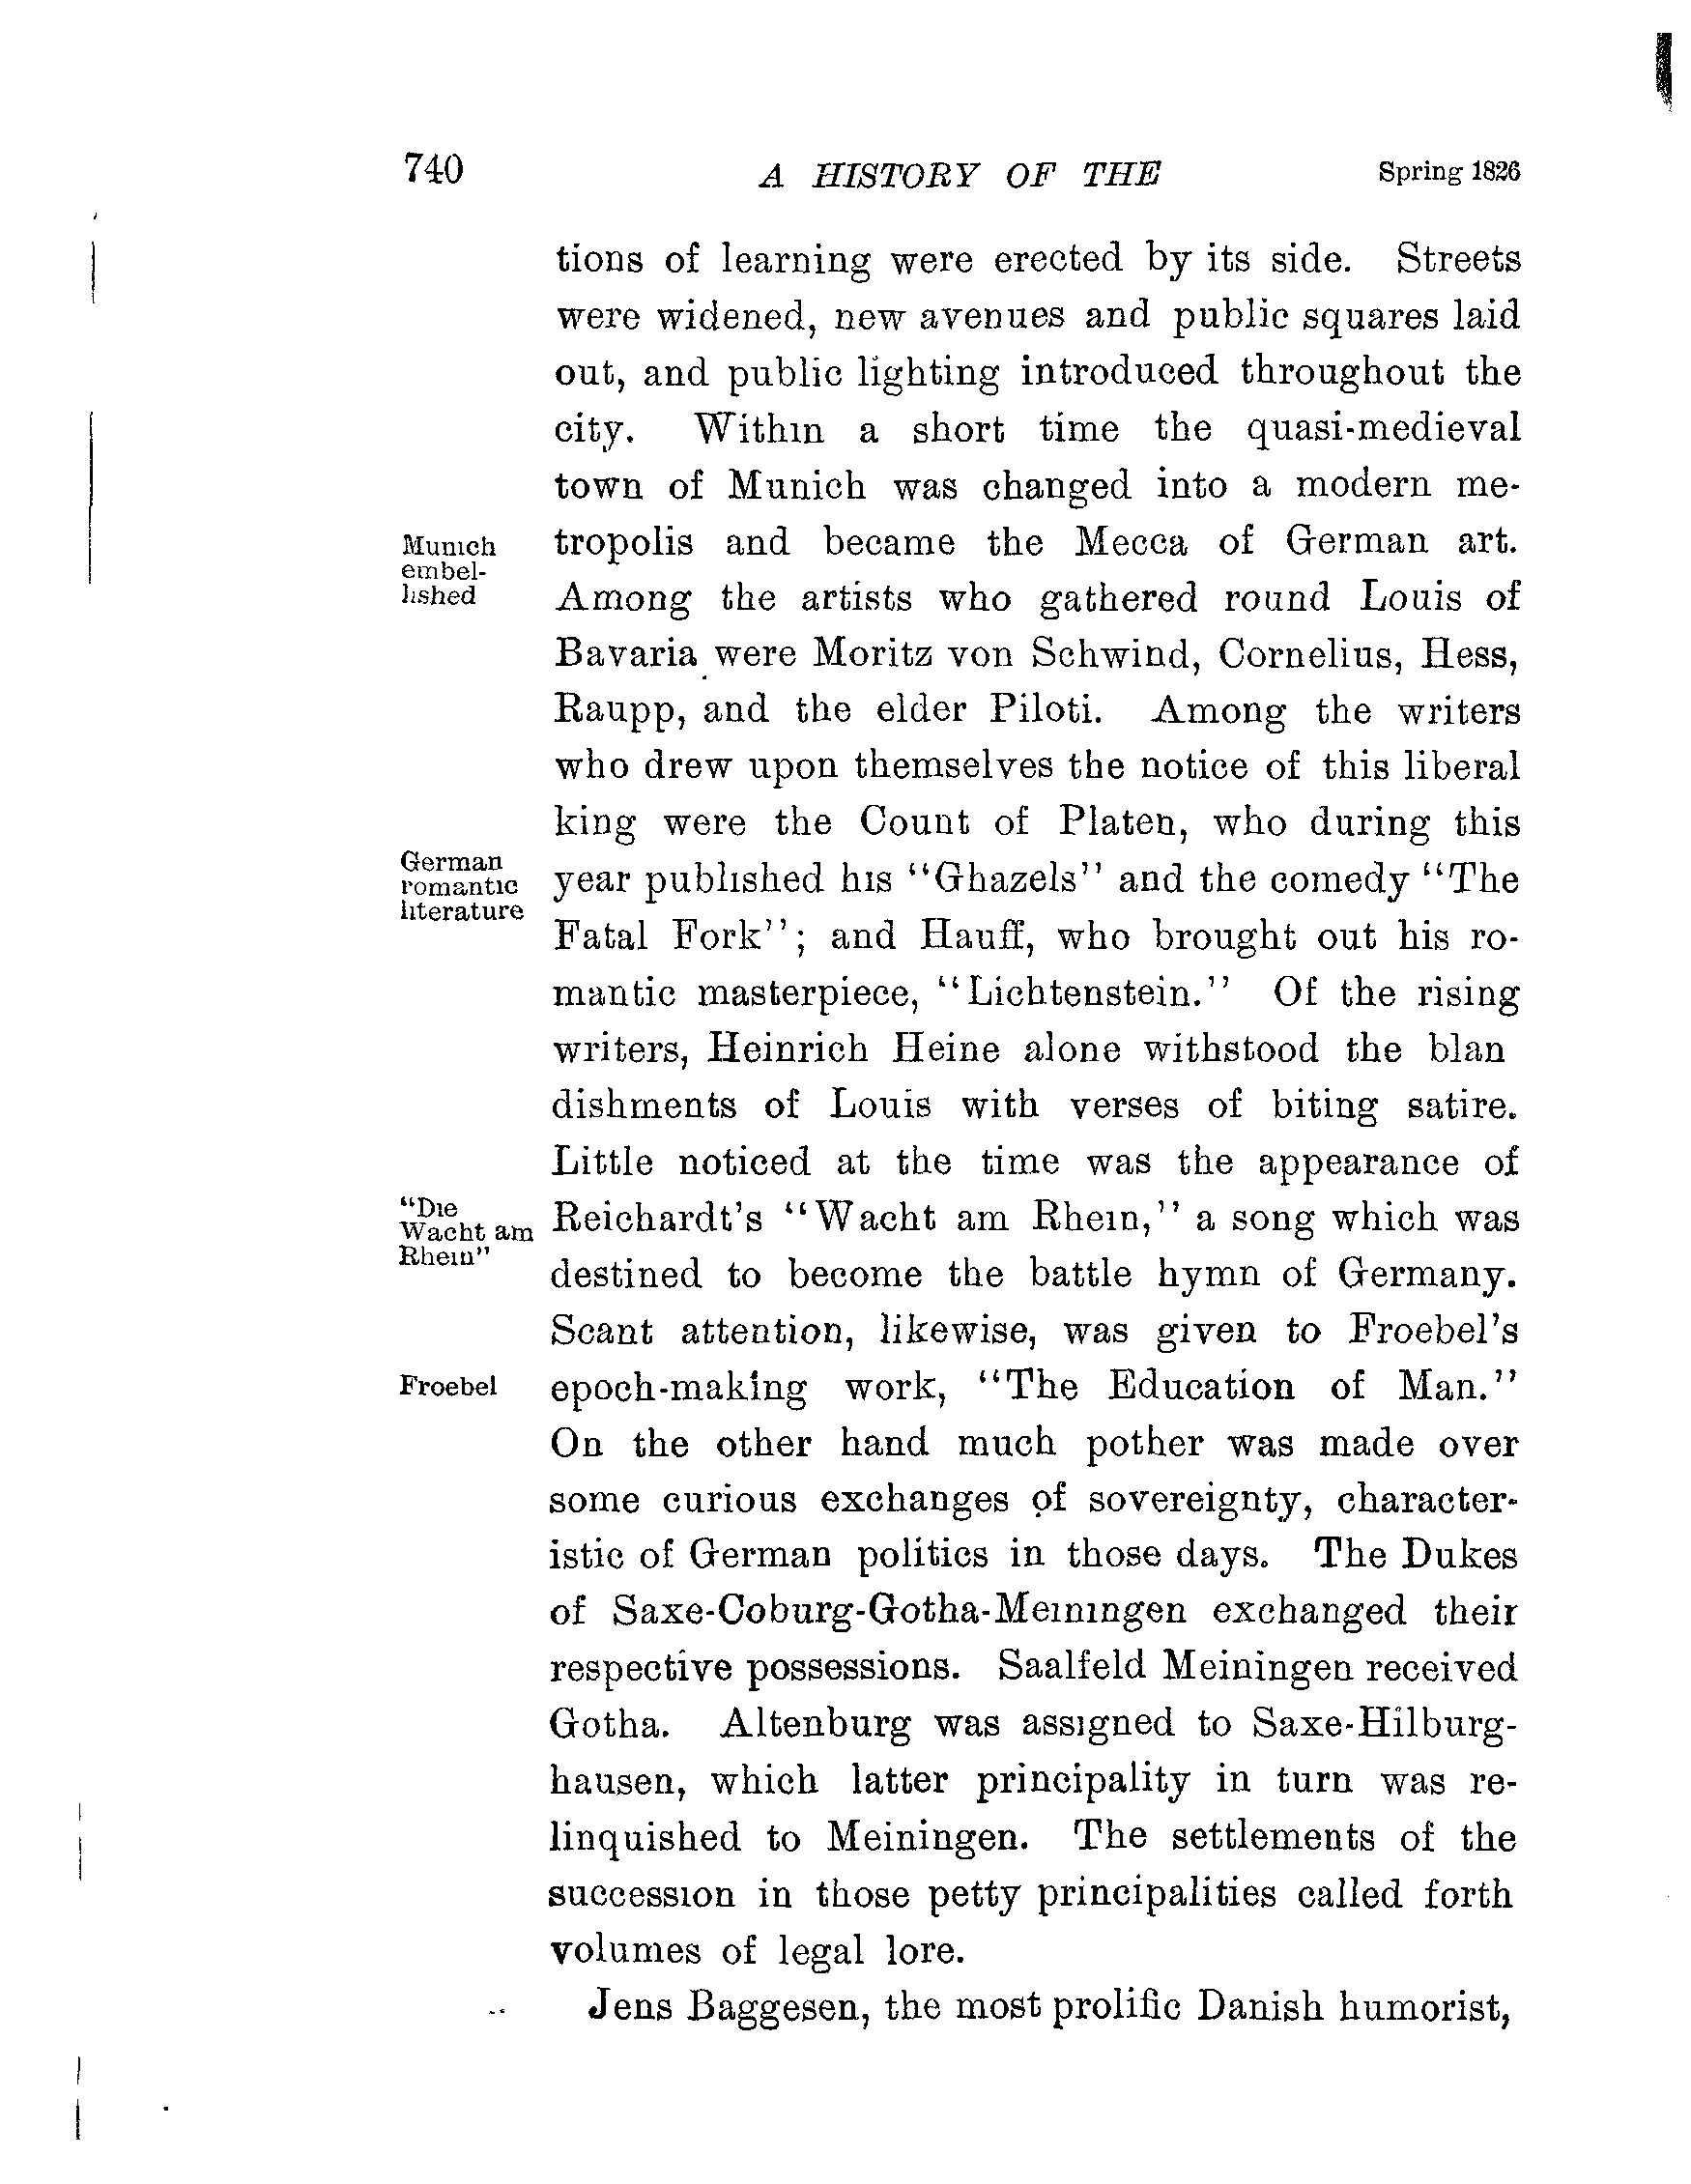 740 A HISTORY OF THE Spring 1826
tions of learning were erected by its side. Streets
were widened, new avenues and public squares laid
out, and public lighting introduced throughout the
city. Within a short time the quasi-medieval
town of Munich was changed into a modern me-
Munich
embel-
lished
tropolis and became the Mecca of German art.
Among the artists who gathered round Louis of
Bavaria were Moritz von Schwind, Cornelius, Hess,
Raupp, and the elder Piloti. Among the writers
who drew upon themselves the notice of this liberal
king were the Count of Platen, who during this
German
romantic
literature
year published his "Ghazels" and the comedy "The
Fatal Fork"; and Hauff, who brought out his ro-
mantic masterpiece, "Lichtenstein." Of the rising
writers, Heinrich Heine alone withstood the blan
dishments of Louis with verses of biting satire.
Little noticed at the time was the appearance of
"Die
Wacht am
Rhein"
Reichardt's "Wacht am Rhein," a song which was
destined to become the battle hymn of Germany.
Scant attention, likewise, was given to Froebel's
Froebel
epoch-making work, "The Education of Man."
On the other hand much pother was made over
some curious exchanges of sovereignty, character-
istic of German politics in those days. The Dukes
of Saxe-Coburg-Gotha-Meiningen exchanged their
respective possessions. Saalfeld Meiningen received
Gotha. Altenburg was assigned to Saxe-Hilburg-
hausen, which latter principality in turn was re-
linquished to Meiningen. The settlements of the
succession in those petty principalities called forth
volumes of legal lore.
Jens Baggesen, the most prolific Danish humorist,